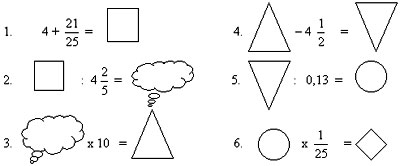 1. 4 + 21/25 =
2. : 4 2/5 =
3. x 10 =
4. − 4 1/2 =
5. : 0,13 =
6. x 1/25 =